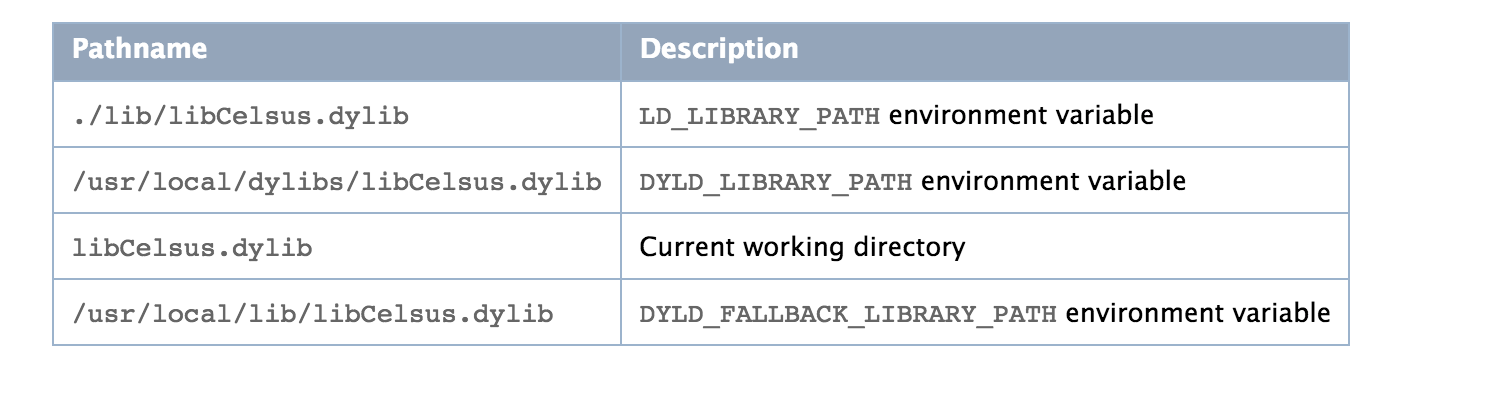 Pathname Description
./lib/libCelsus.dylib LD_LIBRARY_PATH environment variable
/usr/local/dylibs/libCelsus.dylib DYLD_LIBRARY_PATH environment variable
libCelsus.dylib Current working directory
/usr/local/lib/libCelsus.dylib DYLD_FALLBACK_LIBRARY_PATH environment variable